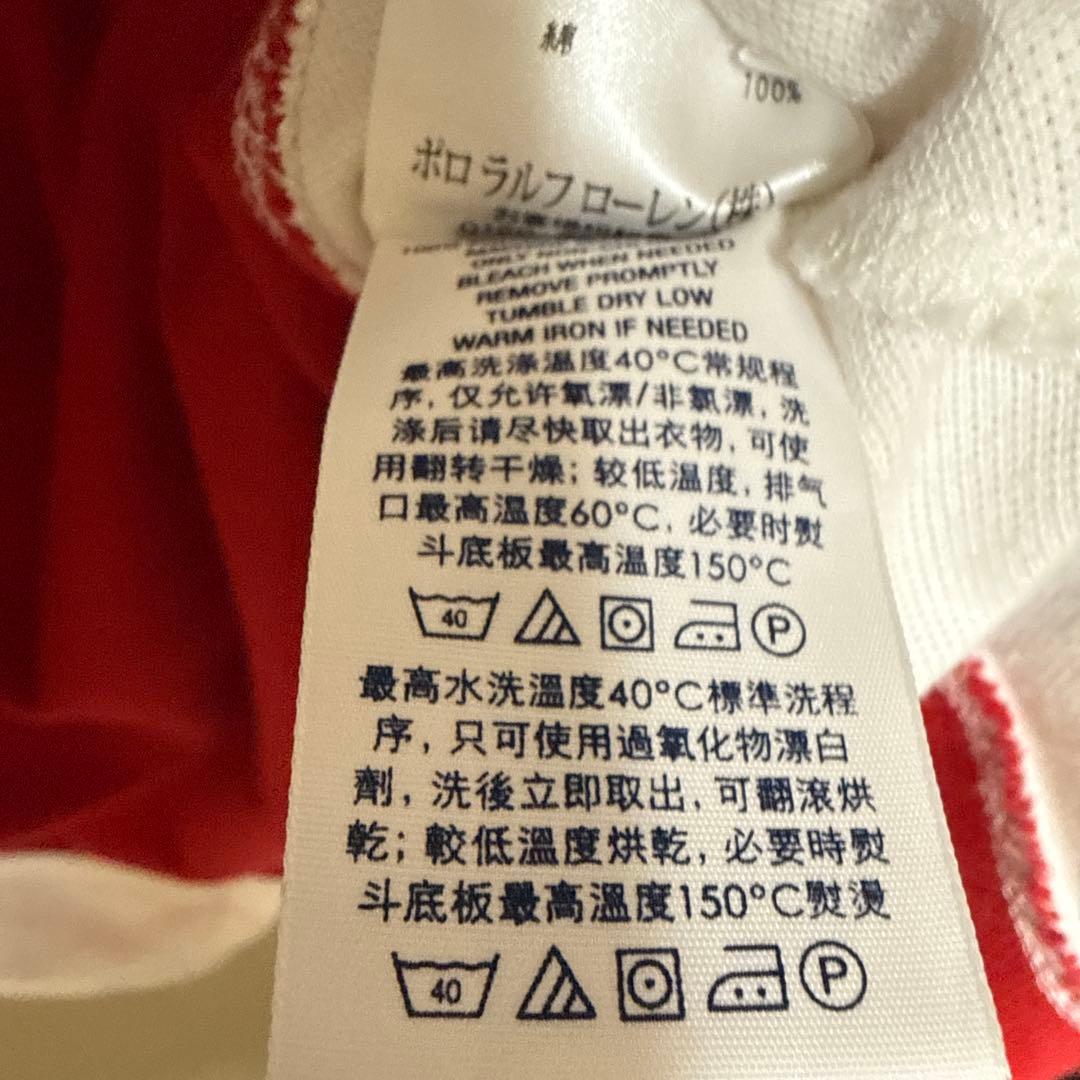 綿
100%
ポロ ラルフ ローレン(株)
ONLY NON-CHLORINE
BLEACH WHEN NEEDED
REMOVE PROMPTLY
TUMBLE DRY LOW
WARM IRON IF NEEDED
最高洗涤温度40°C常规程
序, 仅允许氧漂/非氯漂, 洗
涤后请尽快取出衣物, 可使
用翻转干燥; 较低温度, 排气
口最高温度60°C, 必要时熨
斗底板最高温度150°C
40
P
最高水洗溫度40°C標準洗程
序, 只可使用過氧化物漂白
劑, 洗後立即取出, 可翻滾烘
乾; 較低溫度烘乾, 必要時熨
斗底板最高溫度150°C熨燙
40
P